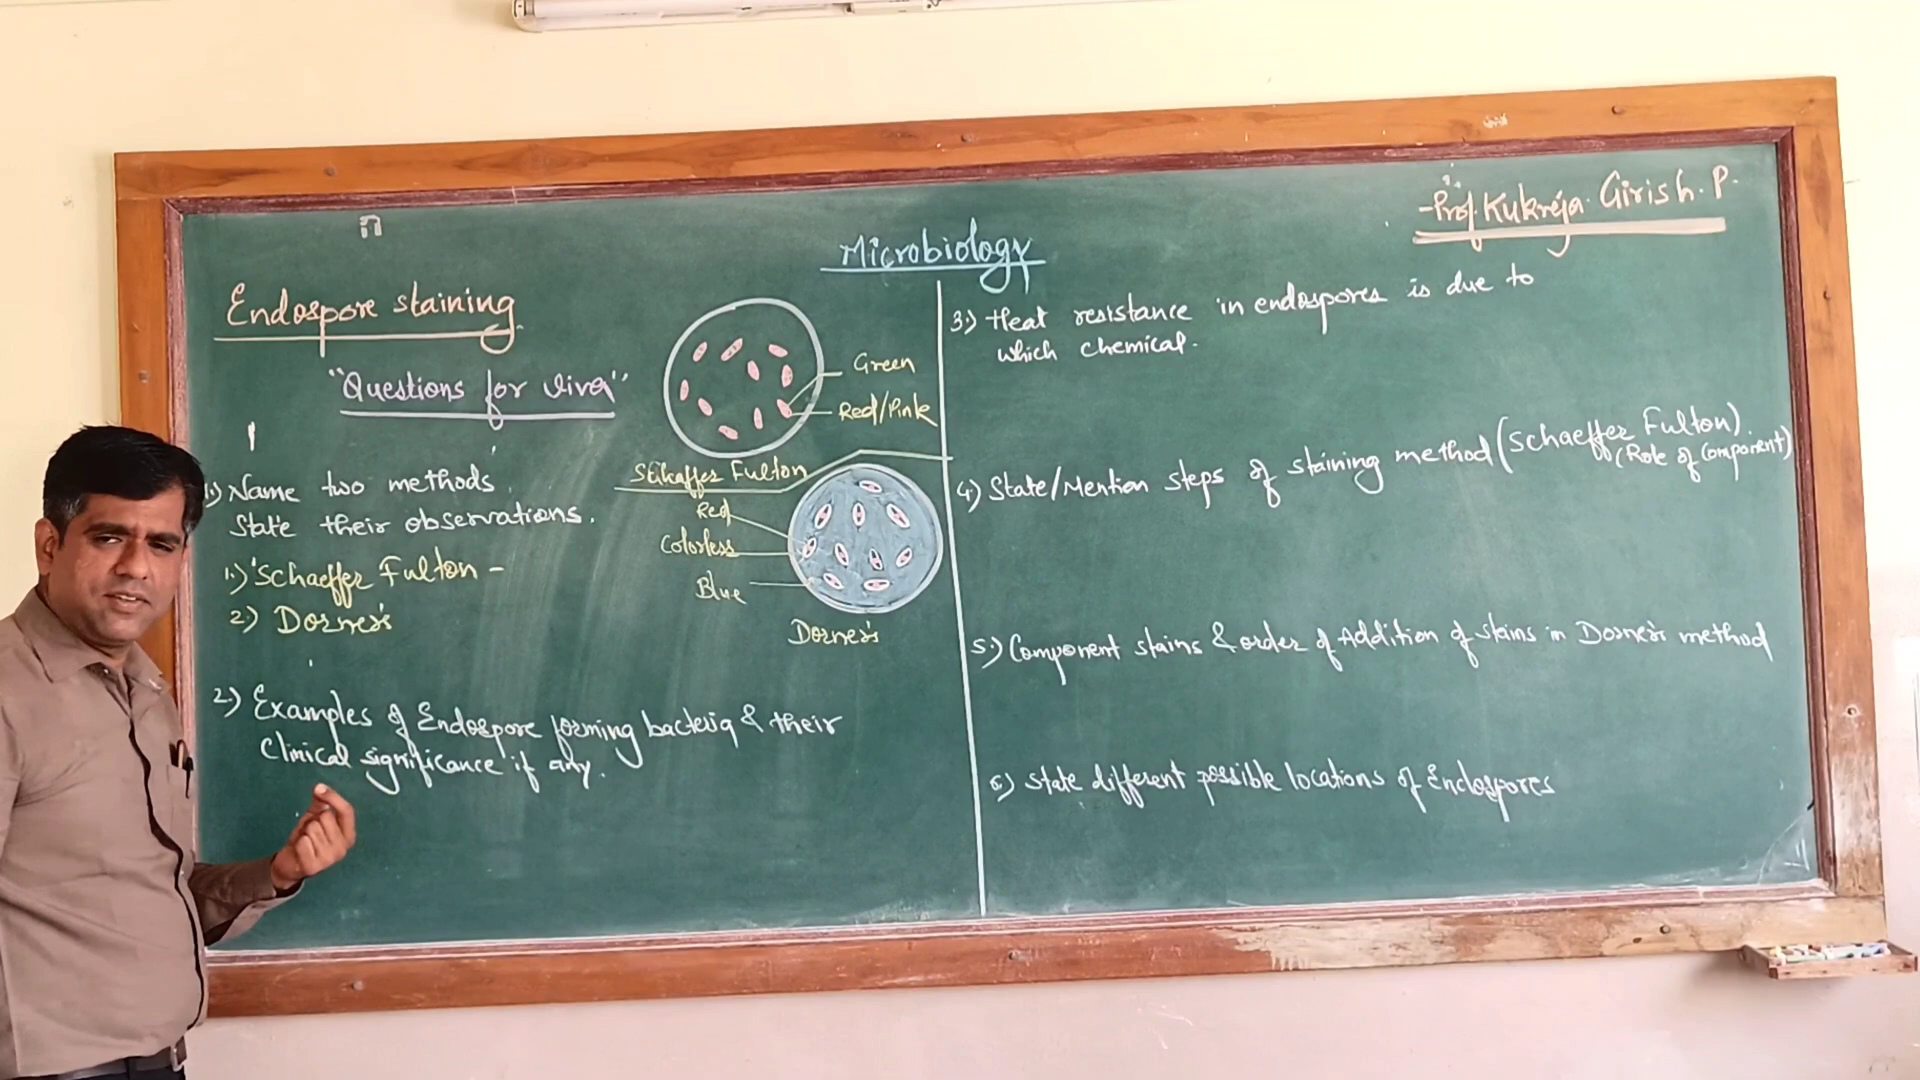 Microbiology
-Prof. Kukreja. Girish. P.
Endospore staining
"Questions for viva"
Green
Red/Pink
Schaffer Fulton
Red
Colorless
Blue
Dorner's
1.) Name two methods.
State their observations.
1.) Schaeffer Fulton -
2.) Dorner's
2.) Examples of Endospore forming bacteria & their
Clinical significance if any.
3.) Heat resistance in endospores is due to
which chemical.
4.) State/Mention steps of staining method (Schaeffer Fulton).
(Role of Component)
5.) Component stains & order of Addition of stains in Dorner's method
6.) State different possible locations of Endospores